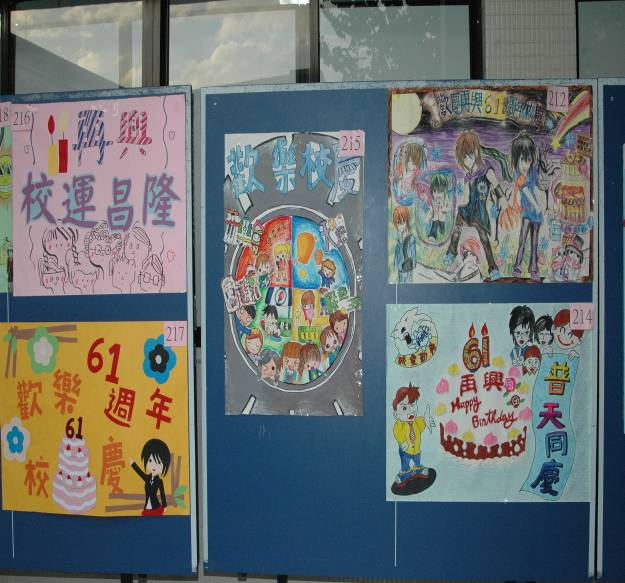 18
216
再興
校運昌隆
217
61
歡樂週年
61
校慶
215
歡樂校慶
212
歡慶再興61週年校慶
214
61
再興
Happy
Birthday
普天同慶